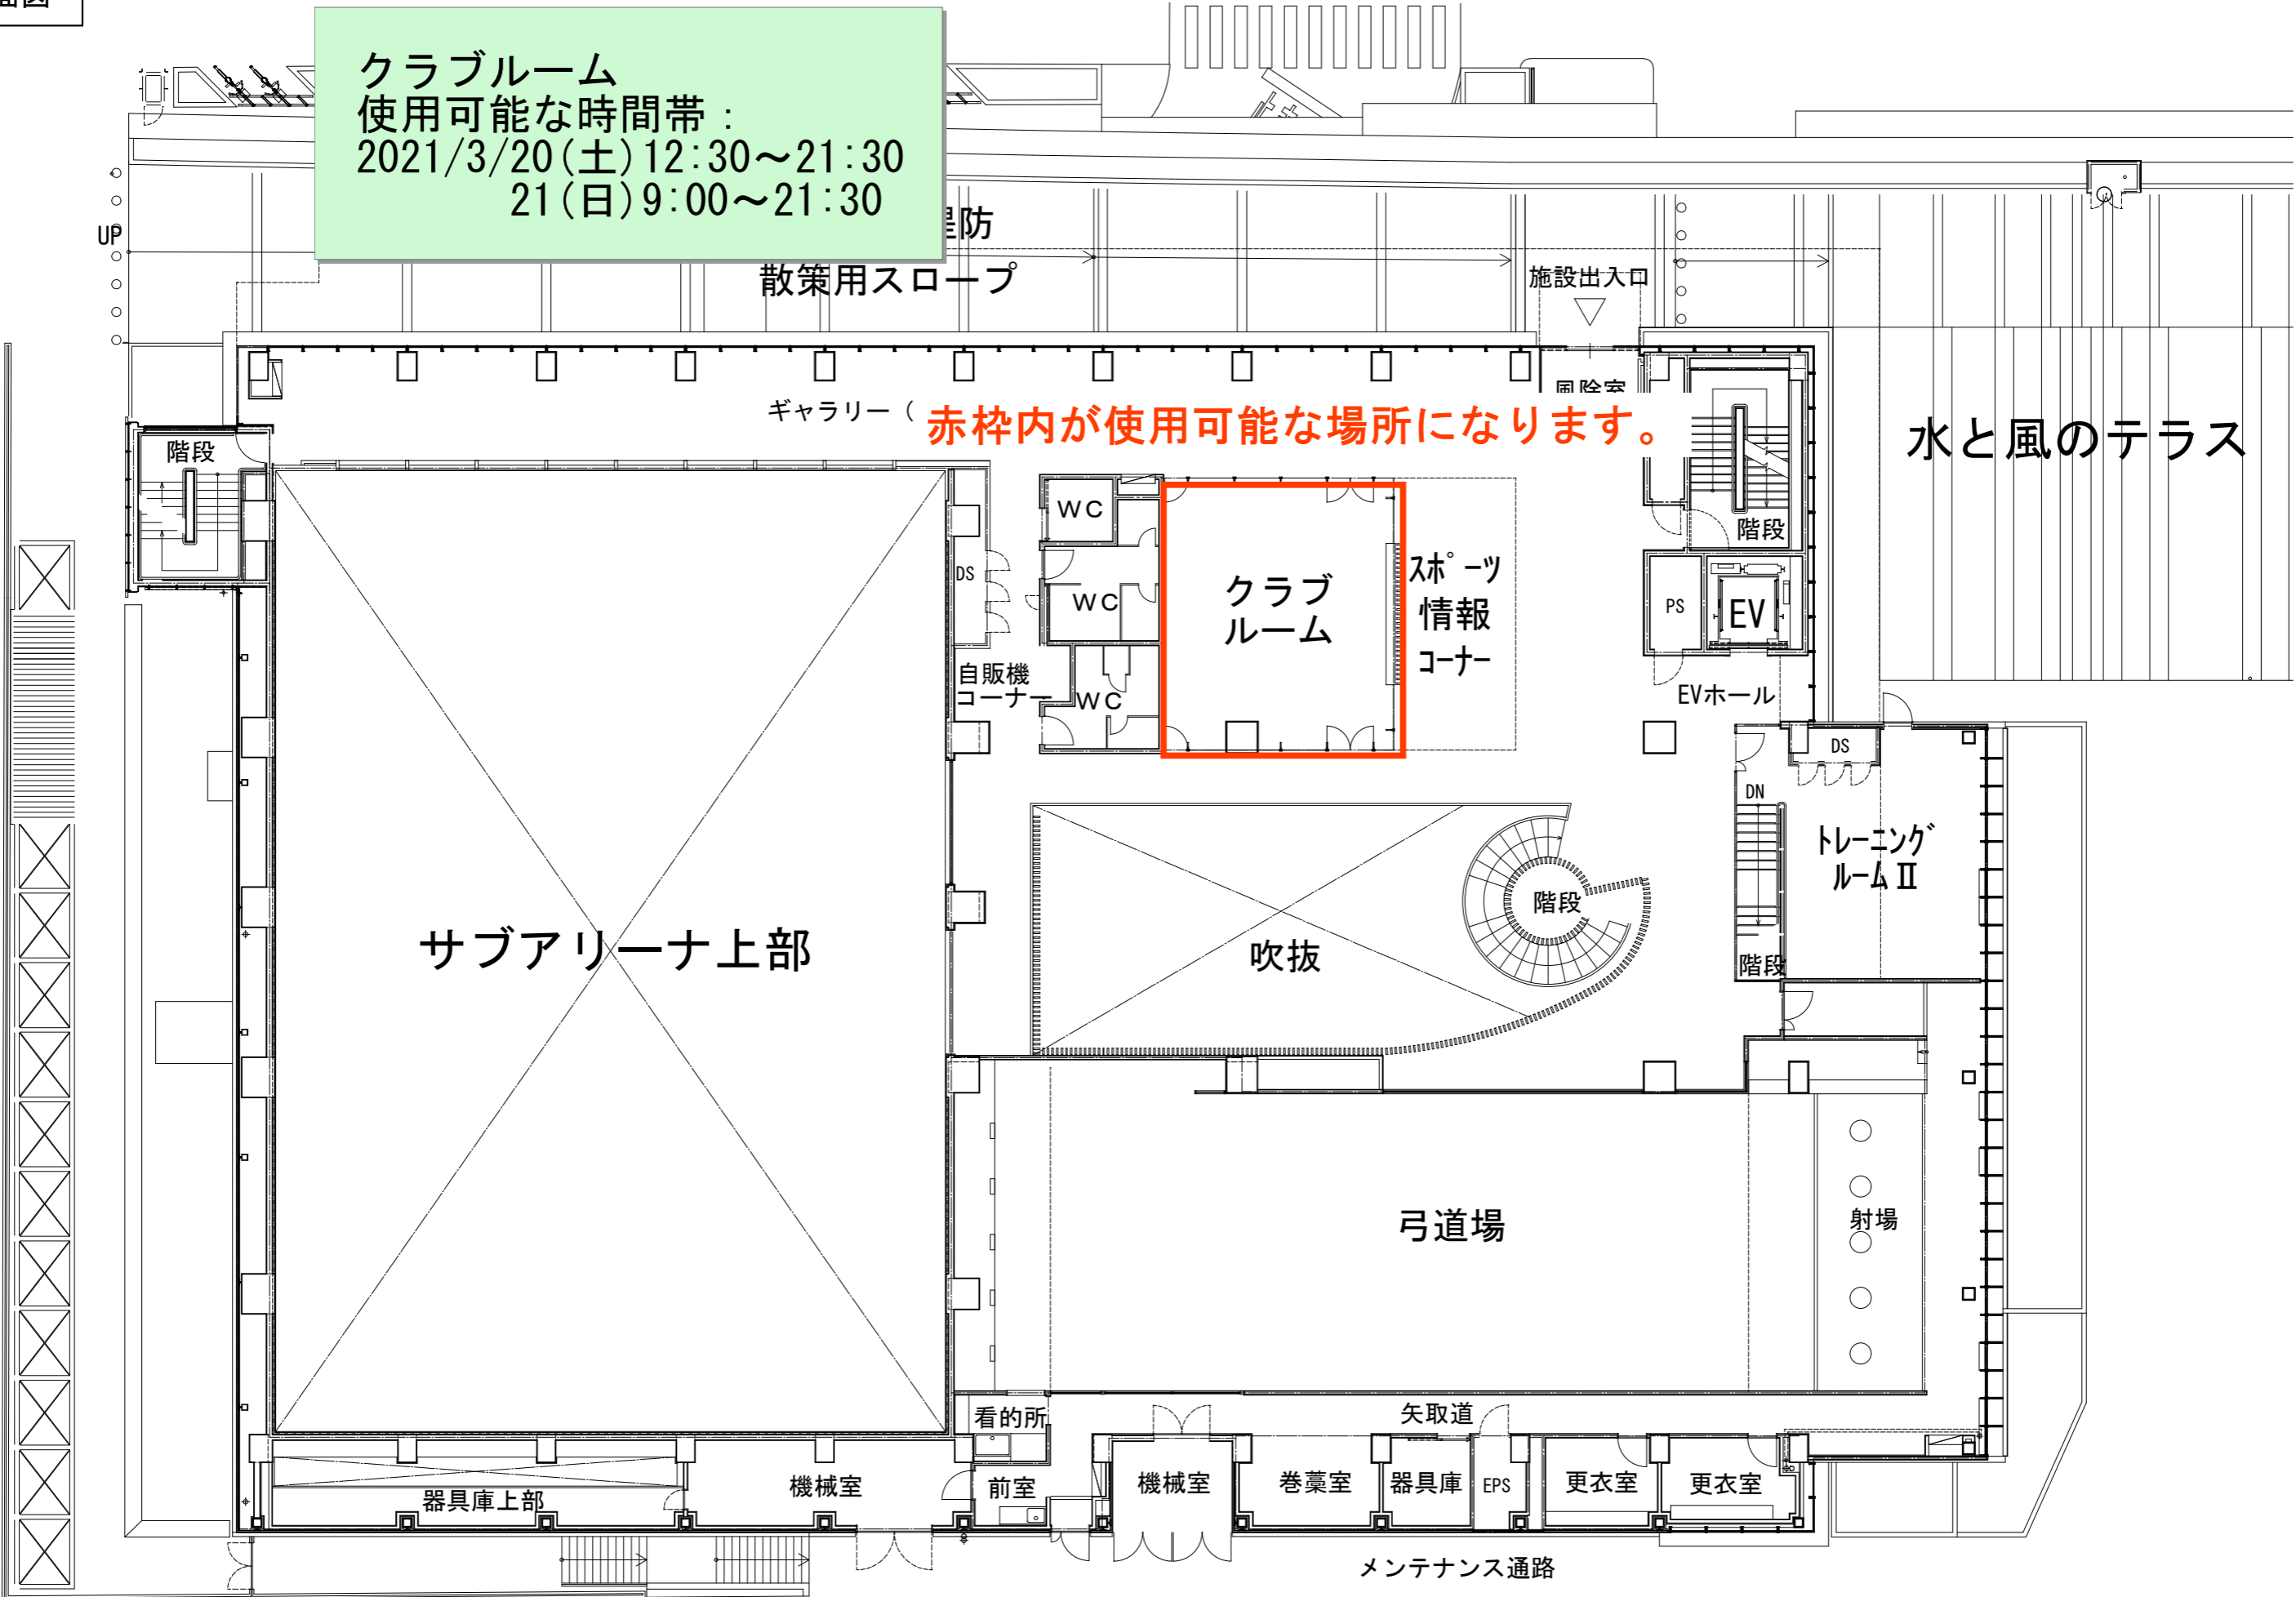 面図
クラブルーム
使用可能な時間帯：
2021/3/20(土)12:30～21:30
21(日)9:00～21:30
堤防
UP
散策用スロープ
施設出入口
風除室
ギャラリー（
赤枠内が使用可能な場所になります。
水と風のテラス
階段
WC
階段
DS
WC
クラブ
ルーム
スポーツ
情報
コーナー
PS
EV
自販機
コーナー
WC
EVホール
DS
DN
トレーニング
ルームⅡ
階段
階段
サブアリーナ上部
吹抜
弓道場
射場
看的所
矢取道
器具庫上部
機械室
前室
機械室
巻藁室
器具庫
EPS
更衣室
更衣室
メンテナンス通路